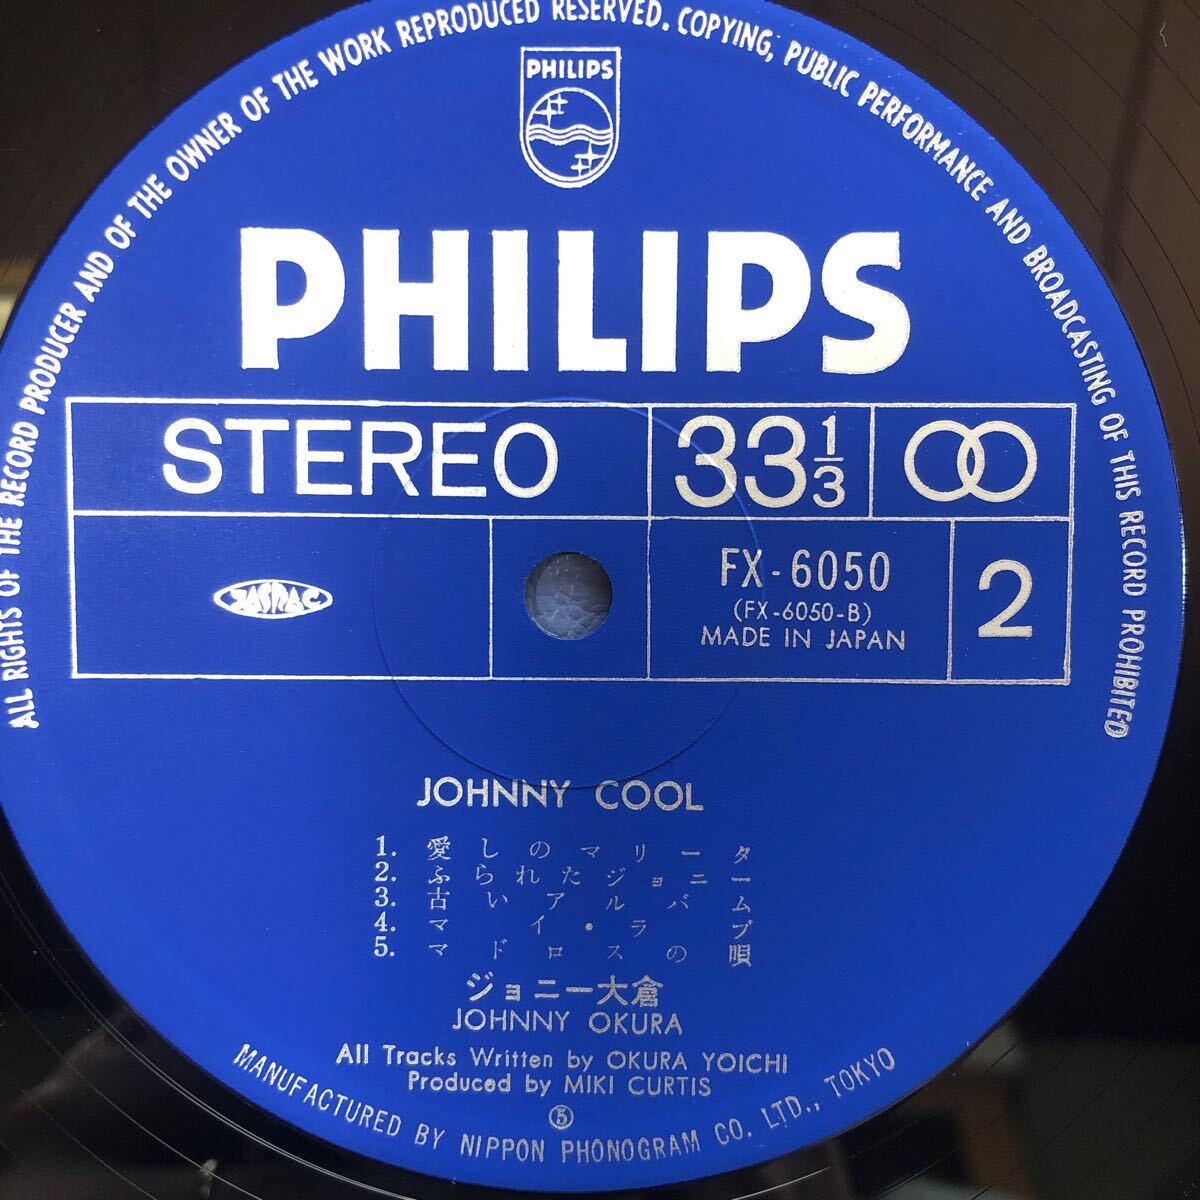 ALL RIGHTS OF THE RECORD PRODUCER AND OF THE OWNER OF THE WORK REPRODUCED RESERVED. COPYING, PUBLIC PERFORMANCE AND BROADCASTING OF THIS RECORD PROHIBITED
PHILIPS
PHILIPS
STEREO
33 1/3
JASRAC
FX-6050
(FX-6050-B)
MADE IN JAPAN
2
JOHNNY COOL
1. 愛しのマリータ
2. ふられたジョニー
3. 古いアルバム
4. マイ・ラブ
5. マドロスの唄
ジョニー大倉
JOHNNY OKURA
All Tracks Written by OKURA YOICHI
Produced by MIKI CURTIS
⑤
MANUFACTURED BY NIPPON PHONOGRAM CO. LTD., TOKYO